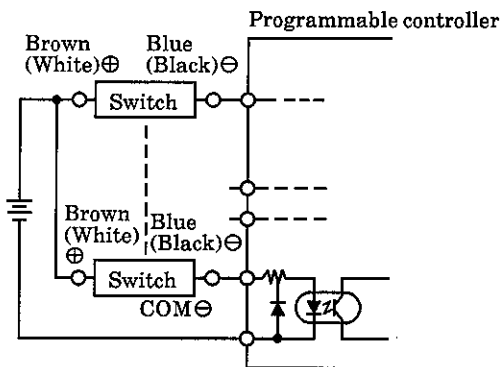 Programmable controller
Brown
(White)⊕
Blue
(Black)⊖
Switch
Brown
(White)
⊕
Blue
(Black)⊖
Switch
COM⊖